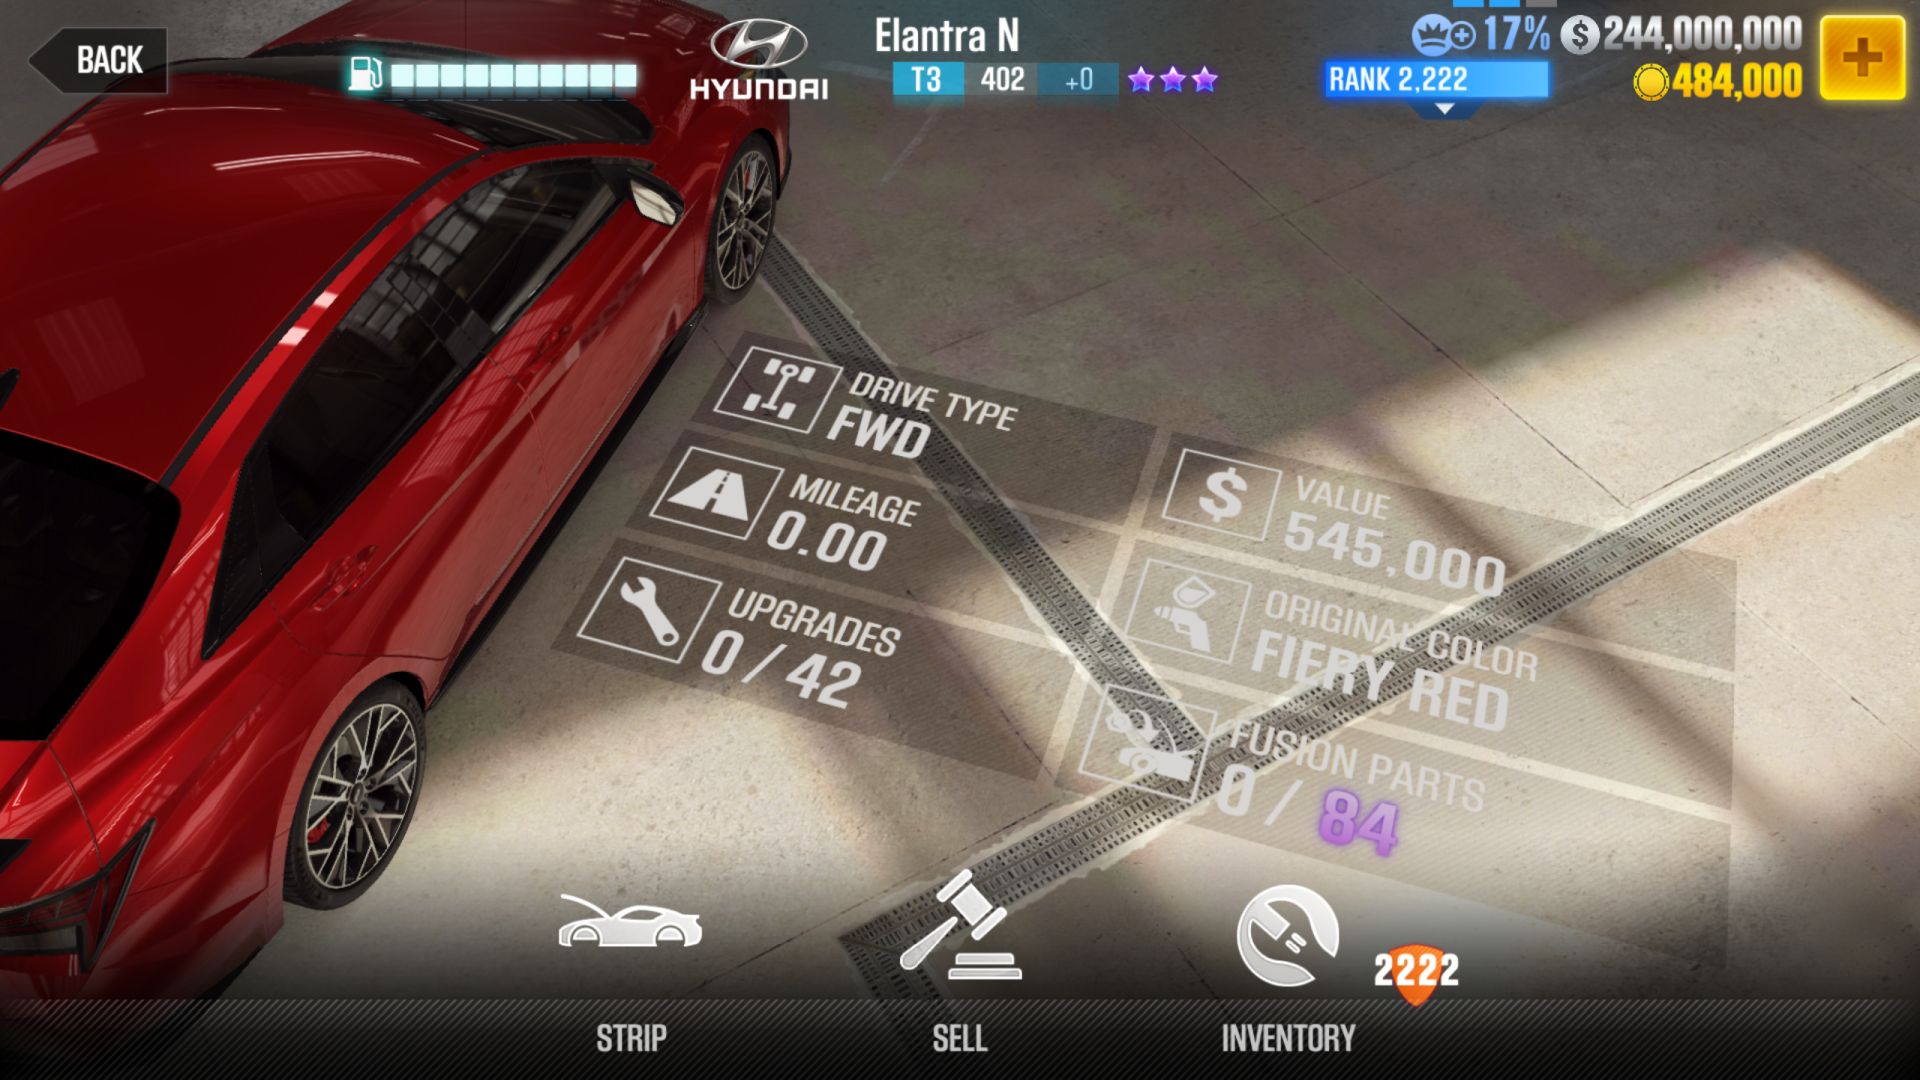 BACK
HYUNDAI
Elantra N
T3 402 +0
17%
RANK 2,222
$ 244,000,000
484,000
+
DRIVE TYPE
FWD
MILEAGE
0.00
UPGRADES
0 / 42
$
VALUE
545,000
ORIGINAL COLOR
FIERY RED
FUSION PARTS
0 / 84
2222
STRIP
SELL
INVENTORY